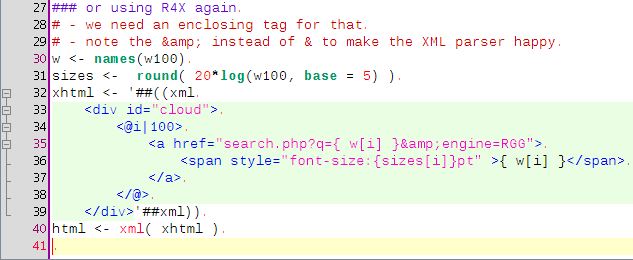 27 ### or using R4X again.
28 # - we need an enclosing tag for that.
29 # - note the &amp; instead of & to make the XML parser happy.
30 w <- names(w100).
31 sizes <-  round( 20*log(w100, base = 5) ).
32 xhtml <- '##((xml.
33     <div id="cloud">.
34         <@i|100>.
35             <a href="search.php?q={ w[i] }&amp;engine=RGG">.
36                 <span style="font-size:{sizes[i]}pt" >{ w[i] }</span>.
37             </a>.
38         </@>.
39     </div>'##xml)).
40 html <- xml( xhtml ).
41 .